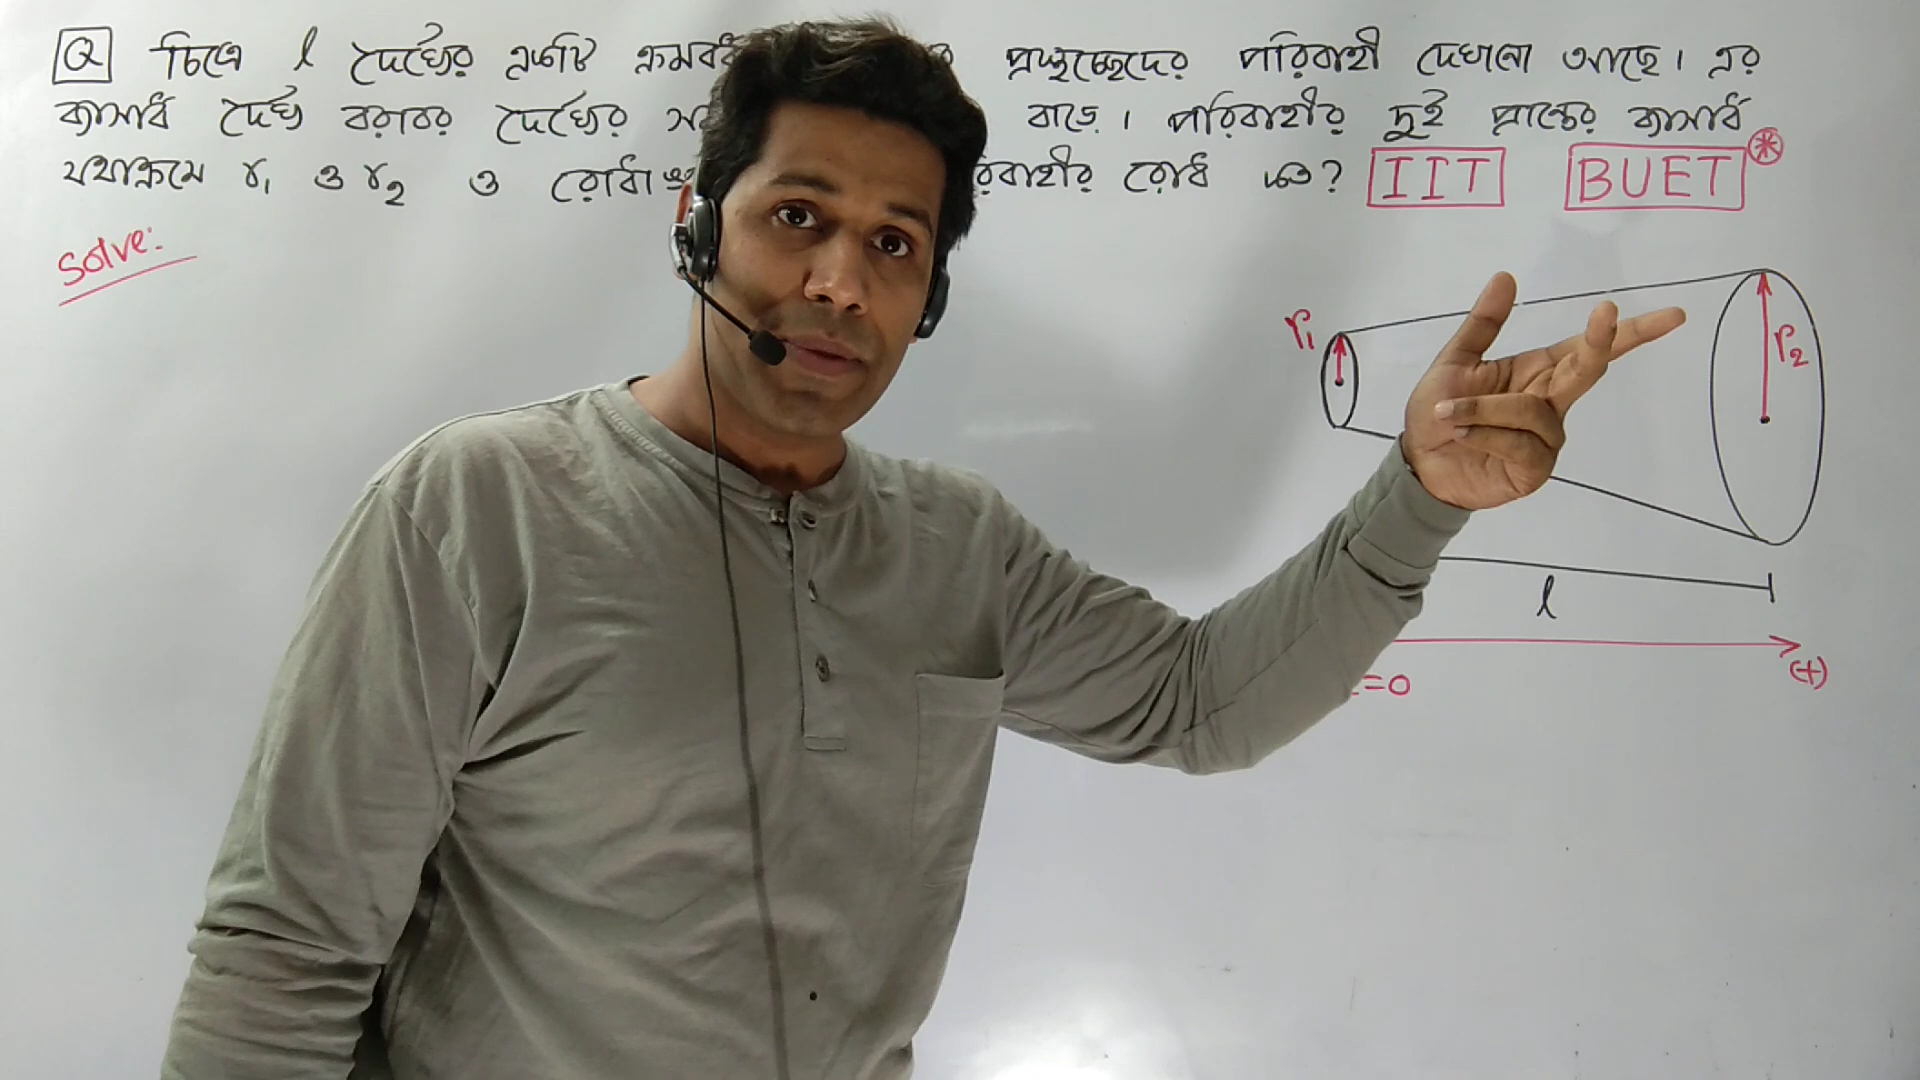 Q চিত্রে l দৈর্ঘ্যের একটি প্রস্থচ্ছেদের পরিবাহী দেখানো আছে। এর
ব্যাসার্ধ দৈর্ঘ্য বরাবর দৈর্ঘ্যের বাড়ে। পরিবাহীর দুই প্রান্তের ব্যাসার্ধ
যথাক্রমে r₁ ও r₂ ও রোধ কত? IIT BUET
Solve:
r₁
r₂
l
=0
(+)